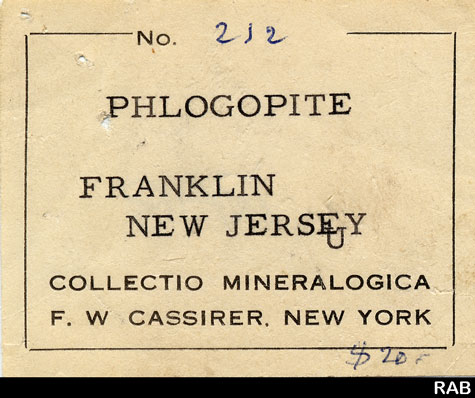 No. 212
PHLOGOPITE
FRANKLIN
NEW JERSEY
COLLECTIO MINERALOGICA
F. W CASSIRER, NEW YORK
$ 20-
RAB